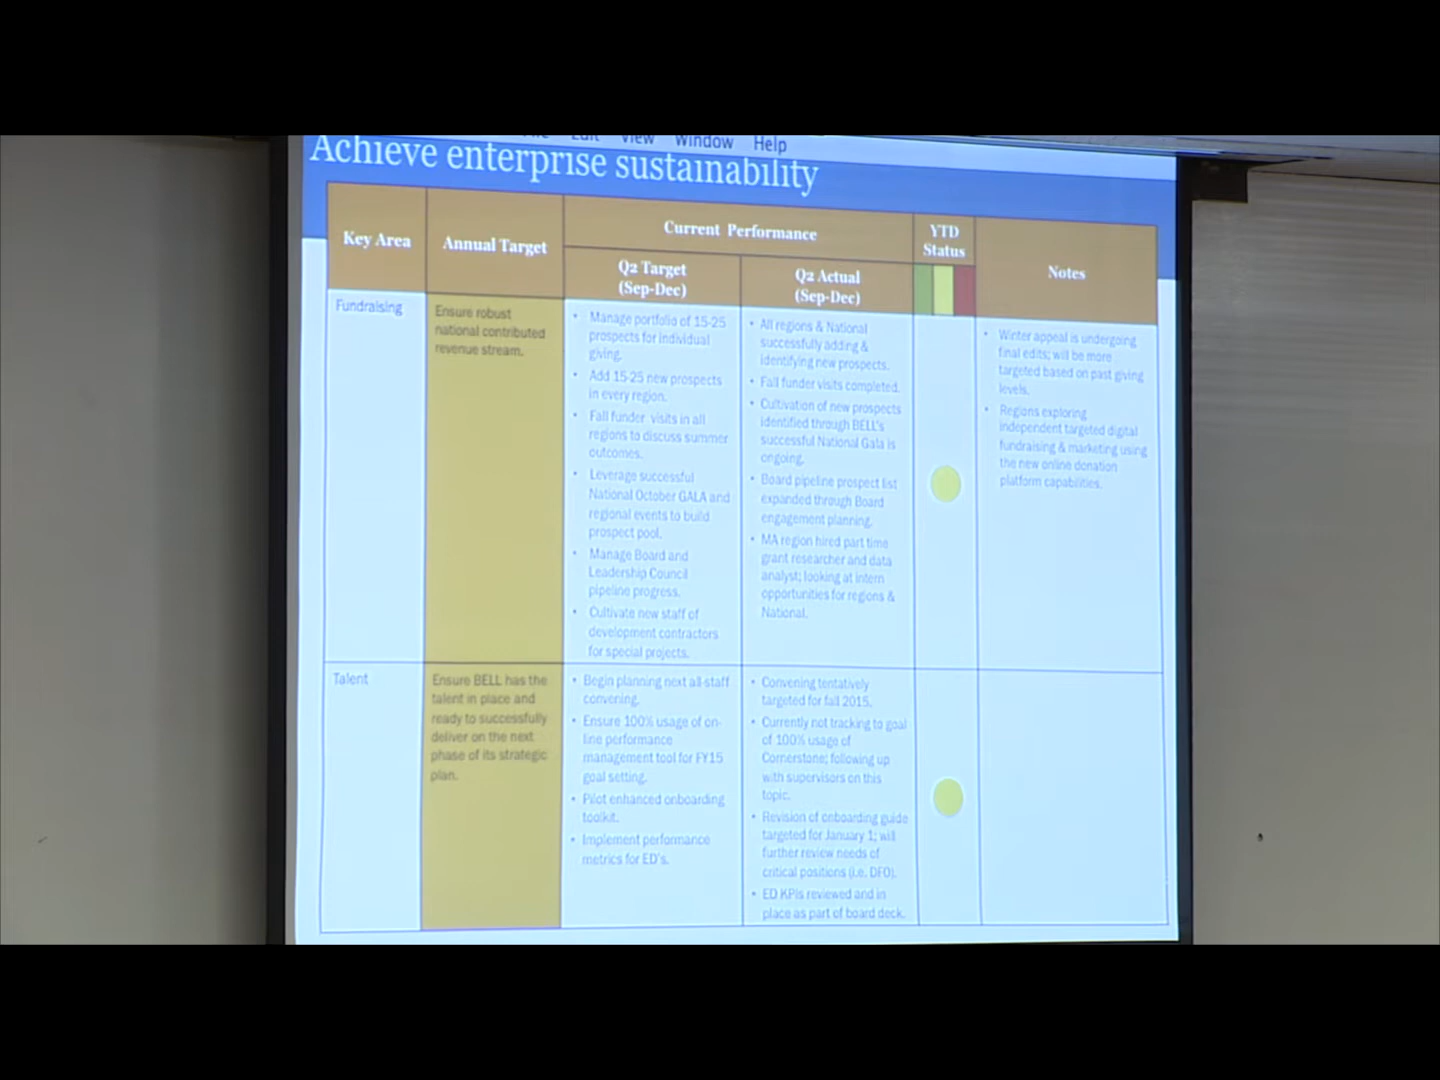 Edit View Window Help
Achieve enterprise sustainability
Key Area
Annual Target
Current Performance
YTD
Status
Notes
Q2 Target
(Sep-Dec)
Q2 Actual
(Sep-Dec)
Fundraising
Ensure robust
national contributed
revenue stream.
• Manage portfolio of 15-25
prospects for individual
giving.
• Add 15-25 new prospects
in every region.
• Fall funder visits in all
regions to discuss summer
outcomes.
• Leverage successful
National October GALA and
regional events to build
prospect pool.
• Manage Board and
Leadership Council
pipeline progress.
• Cultivate new staff of
development contractors
for special projects.
• All regions & National
successfully adding &
identifying new prospects.
• Fall funder visits completed.
• Cultivation of new prospects
identified through BELL's
successful National Gala is
ongoing.
• Board pipeline prospect list
expanded through Board
engagement planning.
• MA region hired part time
grant researcher and data
analyst; looking at intern
opportunities for regions &
National.
• Winter appeal is undergoing
final edits; will be more
targeted based on past giving
levels.
• Regions exploring
independent targeted digital
fundraising & marketing using
the new online donation
platform capabilities.
Talent
Ensure BELL has the
talent in place and
ready to successfully
deliver on the next
phase of its strategic
plan.
• Begin planning next all-staff
convening.
• Ensure 100% usage of on-
line performance
management tool for FY15
goal setting.
• Pilot enhanced onboarding
toolkit.
• Implement performance
metrics for ED's.
• Convening tentatively
targeted for fall 2015.
• Currently not tracking to goal
of 100% usage of
Cornerstone; following up
with supervisors on this
topic.
• Revision of onboarding guide
targeted for January 1; will
further review needs of
critical positions (i.e. DFO).
• ED KPIs reviewed and in
place as part of board deck.